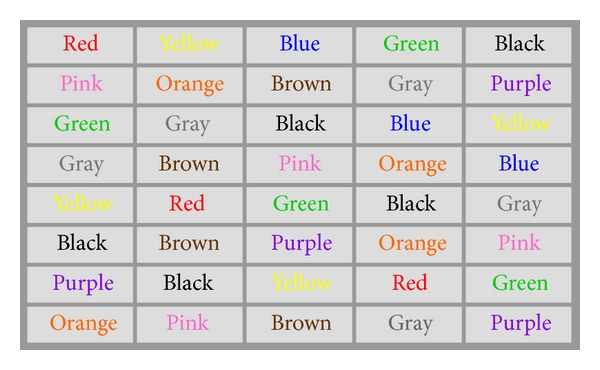 Red Yellow Blue Green Black
Pink Orange Brown Gray Purple
Green Gray Black Blue Yellow
Gray Brown Pink Orange Blue
Yellow Red Green Black Gray
Black Brown Purple Orange Pink
Purple Black Yellow Red Green
Orange Pink Brown Gray Purple